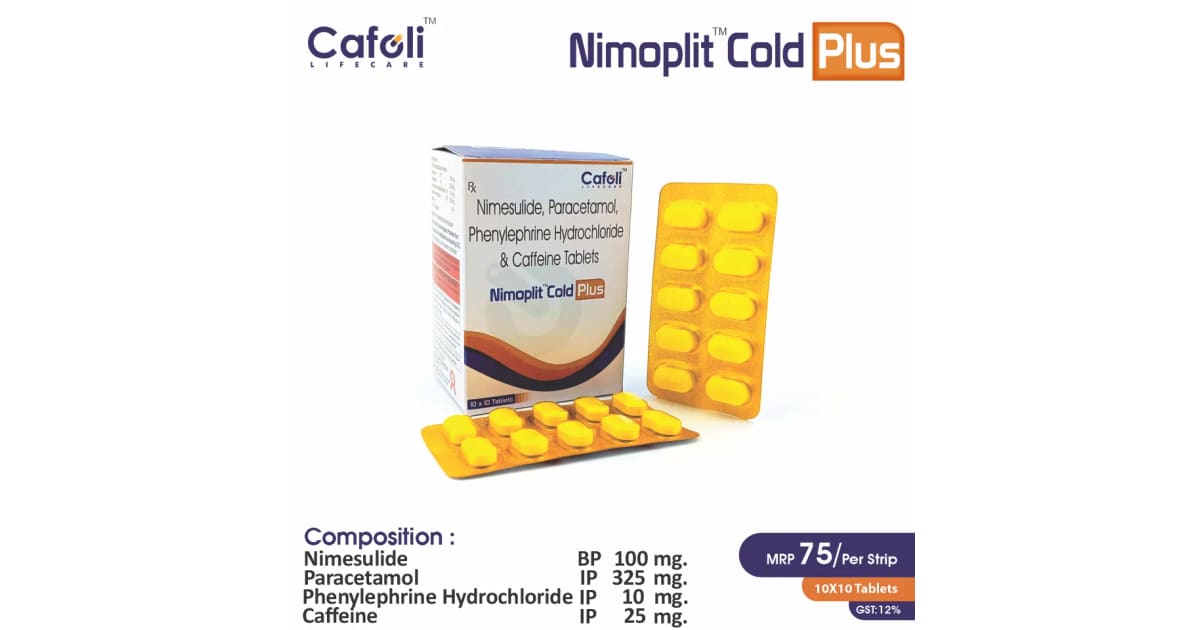 Cafoli™
LIFECARE
Nimoplit™ Cold Plus
Rx
Cafoli™
LIFECARE
Nimesulide, Paracetamol,
Phenylephrine Hydrochloride
& Caffeine Tablets
Nimoplit™ Cold Plus
10 x 10 Tablets
Composition :
Nimesulide BP 100 mg.
Paracetamol IP 325 mg.
Phenylephrine Hydrochloride IP 10 mg.
Caffeine IP 25 mg.
MRP 75/Per Strip
10X10 Tablets
GST:12%